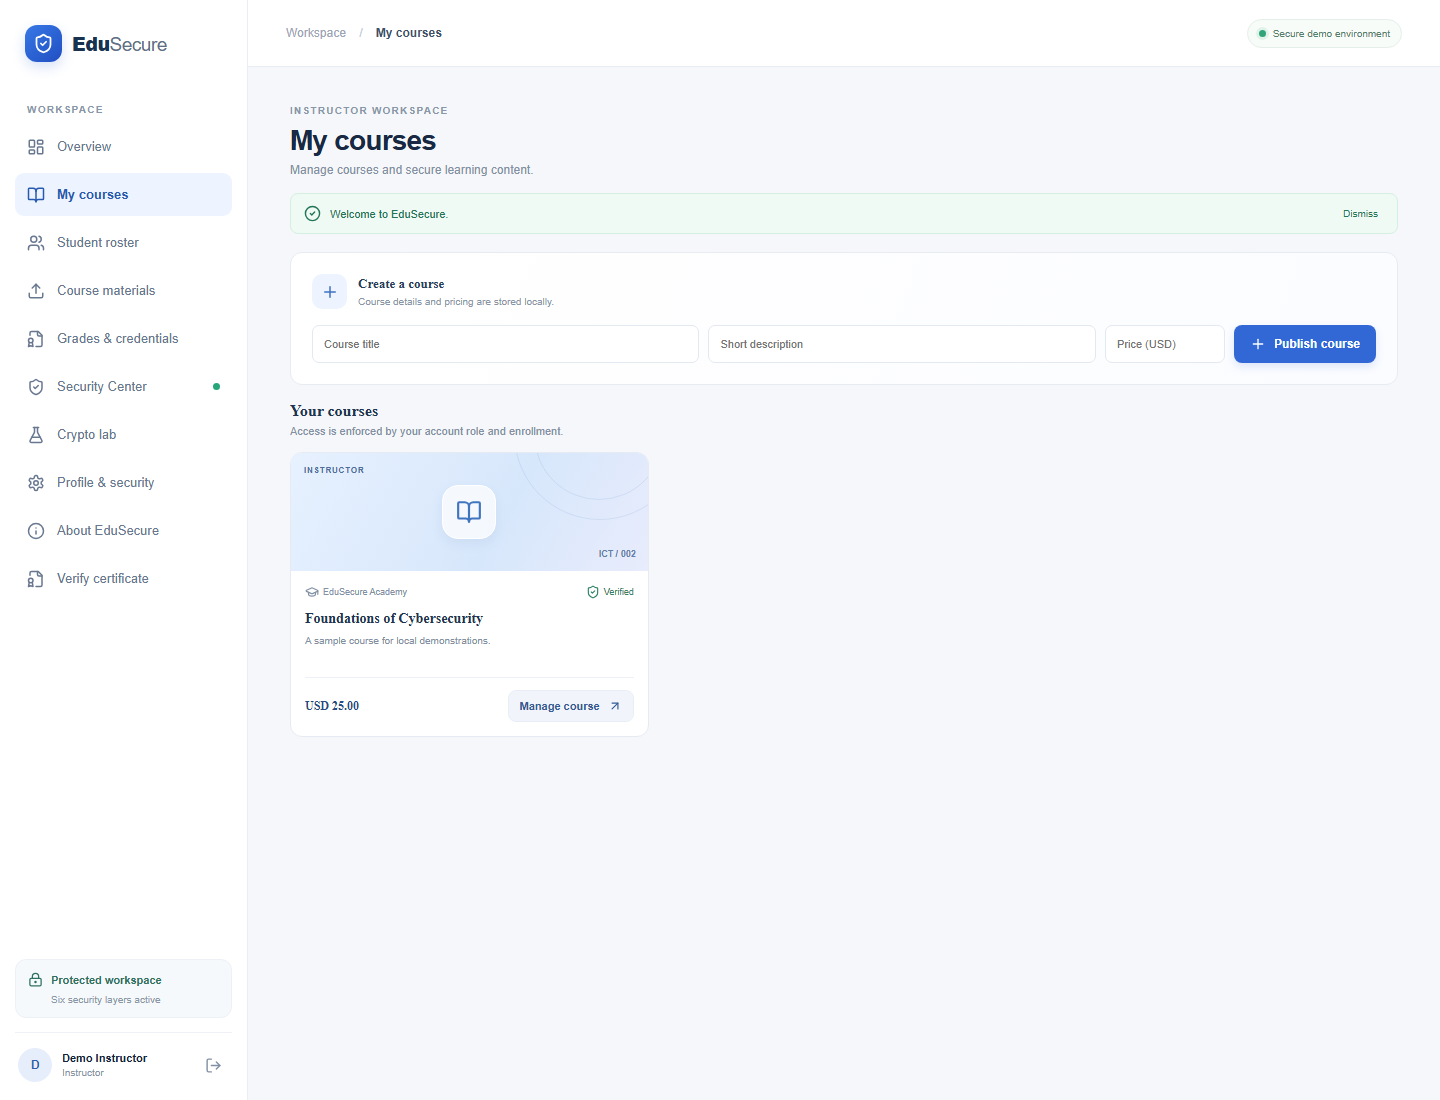 EduSecure
Workspace / My courses
Secure demo environment
WORKSPACE
Overview
My courses
Student roster
Course materials
Grades & credentials
Security Center
Crypto lab
Profile & security
About EduSecure
Verify certificate
Protected workspace
Six security layers active
D
Demo Instructor
Instructor
INSTRUCTOR WORKSPACE
My courses
Manage courses and secure learning content.
Welcome to EduSecure. Dismiss
Create a course
Course details and pricing are stored locally.
Course title Short description Price (USD) Publish course
Your courses
Access is enforced by your account role and enrollment.
INSTRUCTOR
ICT / 002
EduSecure Academy Verified
Foundations of Cybersecurity
A sample course for local demonstrations.
USD 25.00 Manage course